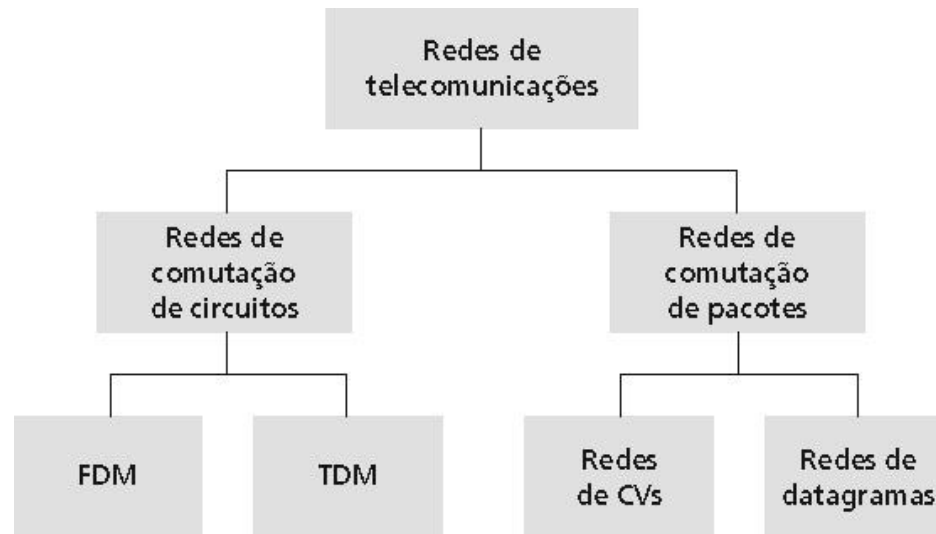 Redes de
telecomunicações
Redes de
comutação
de circuitos
Redes de
comutação
de pacotes
FDM
TDM
Redes
de CVs
Redes de
datagramas